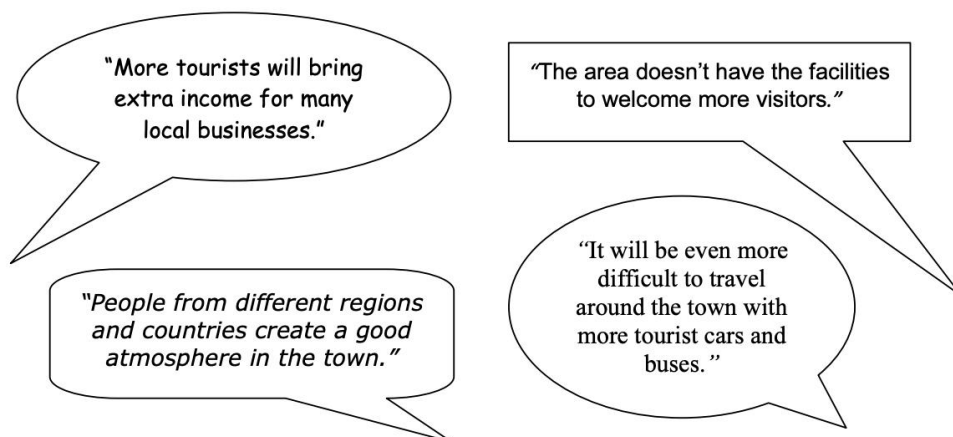 “More tourists will bring
extra income for many
local businesses.”
“The area doesn’t have the facilities
to welcome more visitors.”
“People from different regions
and countries create a good
atmosphere in the town.”
“It will be even more
difficult to travel
around the town with
more tourist cars and
buses.”